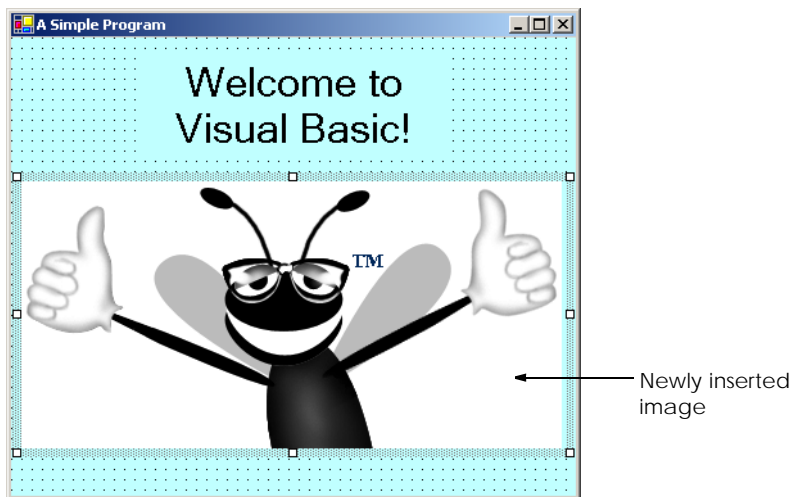 A Simple Program
Welcome to
Visual Basic!
TM
Newly inserted
image